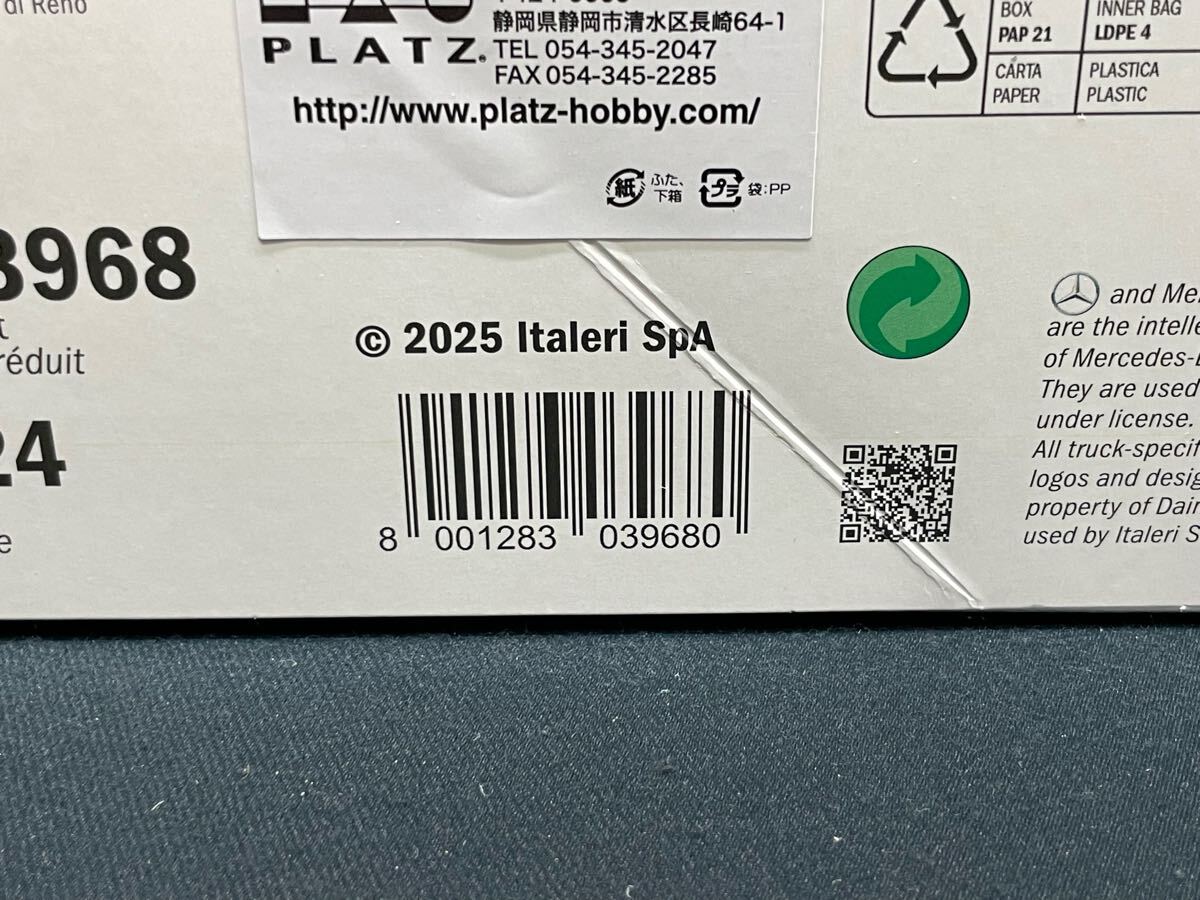 di Reno
PLATZ.
静岡県静岡市清水区長崎64-1
TEL 054-345-2047
FAX 054-345-2285
http://www.platz-hobby.com/
紙 ふた、
下箱
プラ 袋:PP
BOX
PAP 21
INNER BAG
LDPE 4
CARTA
PAPER
PLASTICA
PLASTIC
3968
réduit
24
© 2025 Italeri SpA
8 001283 039680
and Me
are the intelle
of Mercedes-
They are used
under license.
All truck-specif
logos and desig
property of Dai
used by Italeri S